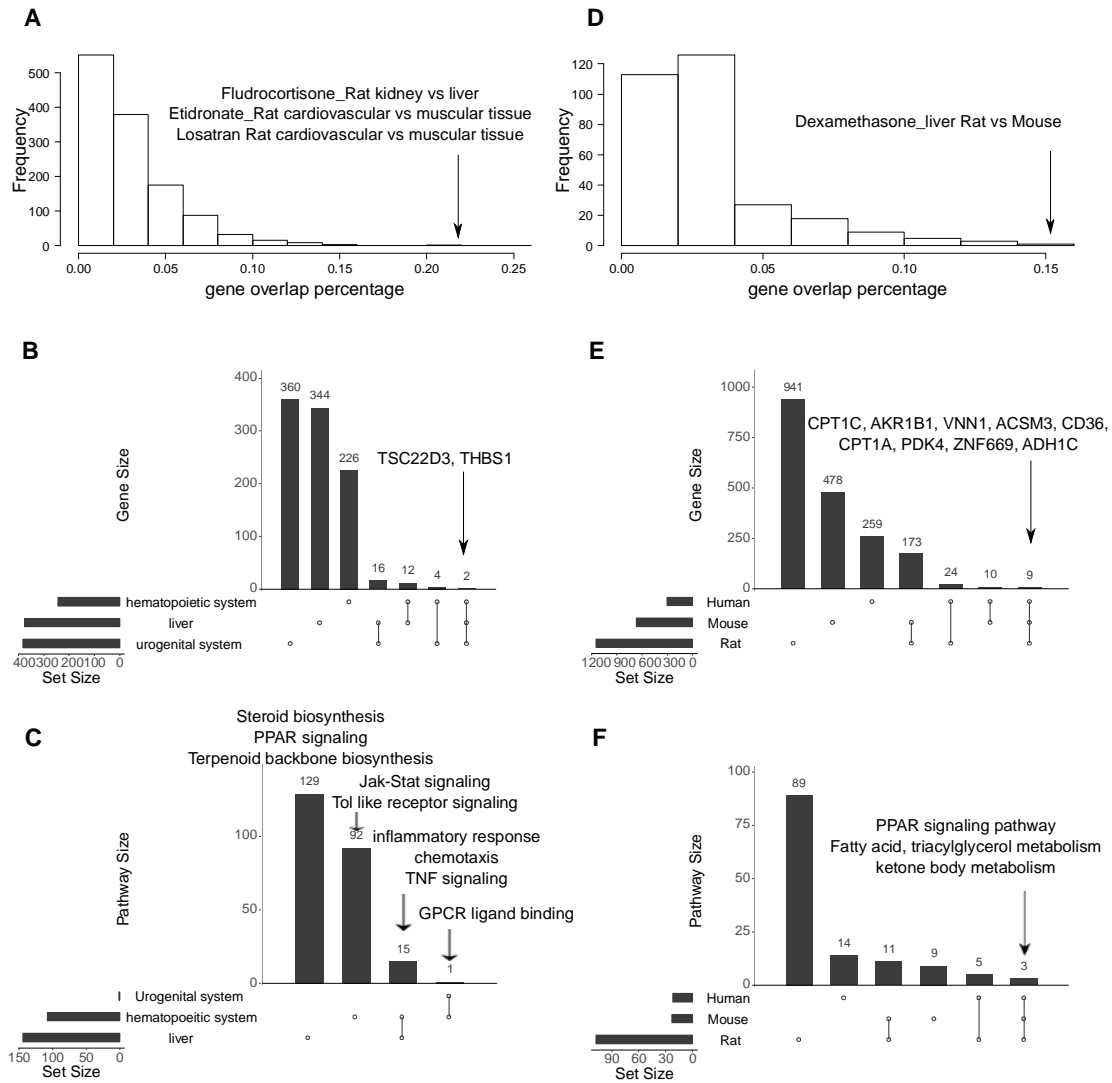 A
Frequency
500
400
300
200
100
0
Fludrocortisone_Rat kidney vs liver
Etidronate_Rat cardiovascular vs muscular tissue
Losatran Rat cardiovascular vs muscular tissue
0.00 0.05 0.10 0.15 0.20 0.25
gene overlap percentage
D
Frequency
120
100
80
60
40
20
0
Dexamethasone_liver Rat vs Mouse
0.00 0.05 0.10 0.15
gene overlap percentage
B
Gene Size
400
300
200
100
0
360 344 226 16 12 4 2
TSC22D3, THBS1
hematopoietic system
liver
urogenital system
400 300 200 100 0
Set Size
E
Gene Size
1000
750
500
250
0
941 478 259 173 24 10 9
CPT1C, AKR1B1, VNN1, ACSM3, CD36,
CPT1A, PDK4, ZNF669, ADH1C
Human
Mouse
Rat
1200 900 600 300 0
Set Size
C
Steroid biosynthesis
PPAR signaling
Terpenoid backbone biosynthesis
Jak-Stat signaling
Tol like receptor signaling
inflammatory response
chemotaxis
TNF signaling
GPCR ligand binding
Pathway Size
100
50
0
129 92 15 1
Urogenital system
hematopoeitic system
liver
150 100 50 0
Set Size
F
Pathway Size
100
75
50
25
0
89 14 11 9 5 3
PPAR signaling pathway
Fatty acid, triacylglycerol metabolism
ketone body metabolism
Human
Mouse
Rat
90 60 30 0
Set Size